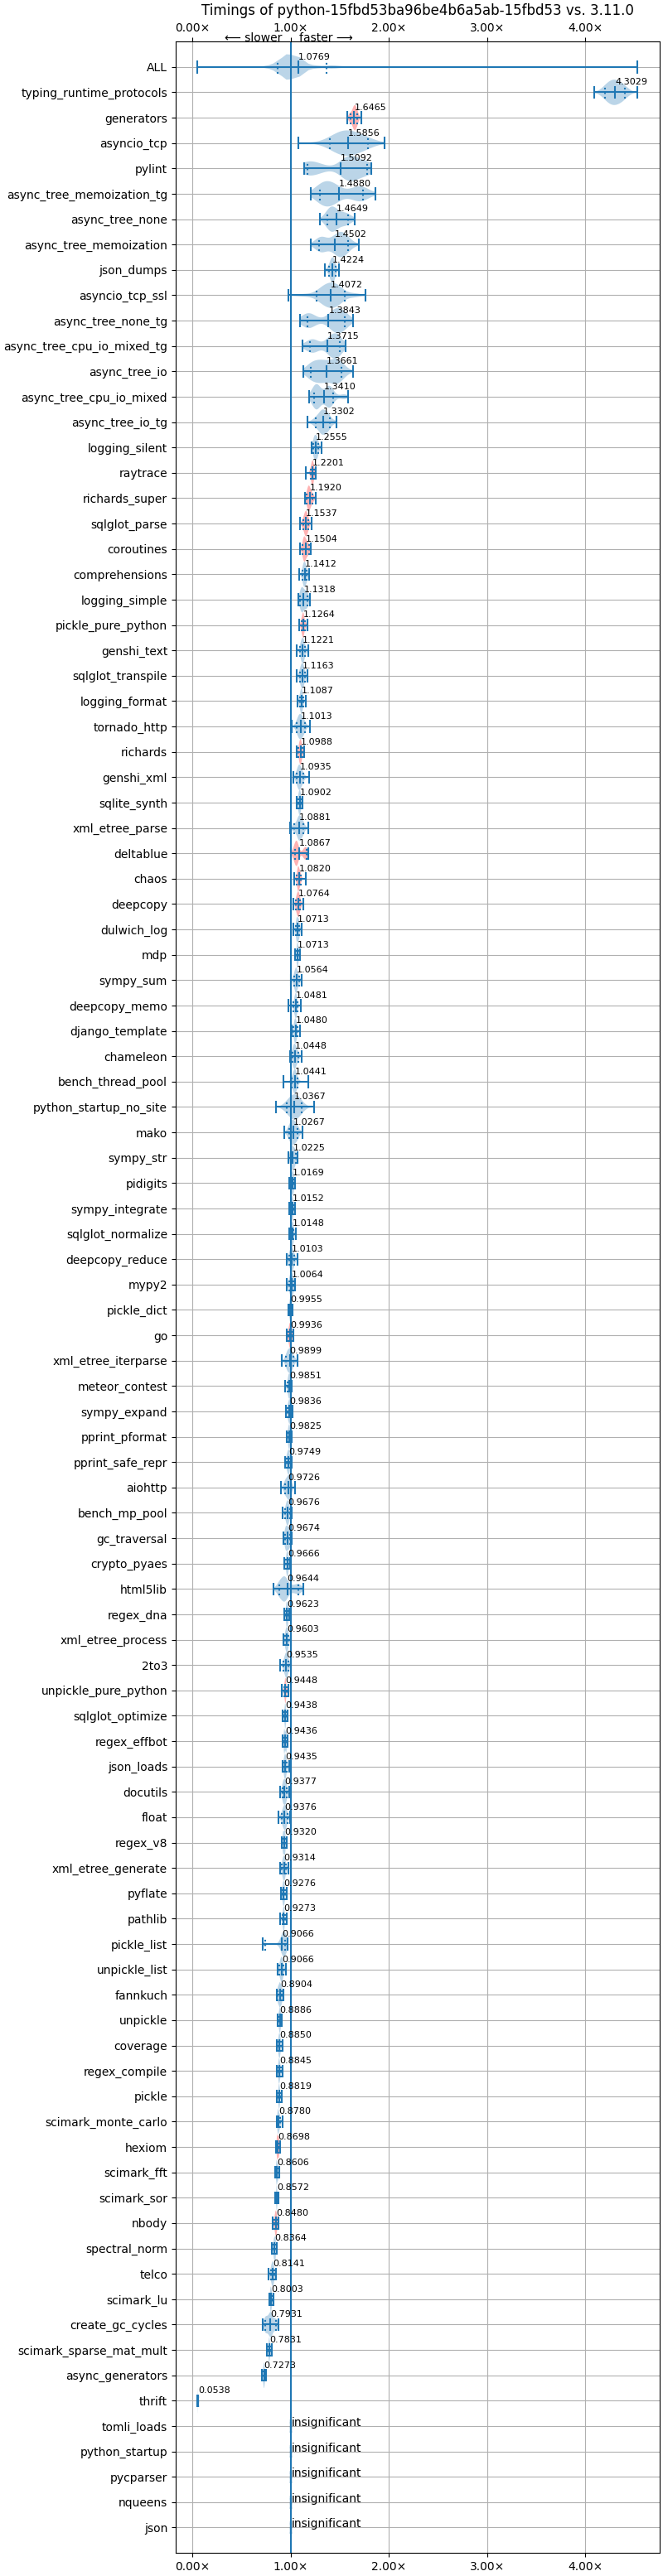 Timings of python-15fbd53ba96be4b6a5ab-15fbd53 vs. 3.11.0
0.00× 1.00× 2.00× 3.00× 4.00×
⟵ slower faster ⟶
ALL 1.0769
typing_runtime_protocols 4.3029
generators 1.6465
asyncio_tcp 1.5856
pylint 1.5092
async_tree_memoization_tg 1.4880
async_tree_none 1.4649
async_tree_memoization 1.4502
json_dumps 1.4224
asyncio_tcp_ssl 1.4072
async_tree_none_tg 1.3843
async_tree_cpu_io_mixed_tg 1.3715
async_tree_io 1.3661
async_tree_cpu_io_mixed 1.3410
async_tree_io_tg 1.3302
logging_silent 1.2555
raytrace 1.2201
richards_super 1.1920
sqlglot_parse 1.1537
coroutines 1.1504
comprehensions 1.1412
logging_simple 1.1318
pickle_pure_python 1.1264
genshi_text 1.1221
sqlglot_transpile 1.1163
logging_format 1.1087
tornado_http 1.1013
richards 1.0988
genshi_xml 1.0935
sqlite_synth 1.0902
xml_etree_parse 1.0881
deltablue 1.0867
chaos 1.0820
deepcopy 1.0764
dulwich_log 1.0713
mdp 1.0713
sympy_sum 1.0564
deepcopy_memo 1.0481
django_template 1.0480
chameleon 1.0448
bench_thread_pool 1.0441
python_startup_no_site 1.0367
mako 1.0267
sympy_str 1.0225
pidigits 1.0169
sympy_integrate 1.0152
sqlglot_normalize 1.0148
deepcopy_reduce 1.0103
mypy2 1.0064
pickle_dict 0.9955
go 0.9936
xml_etree_iterparse 0.9899
meteor_contest 0.9851
sympy_expand 0.9836
pprint_pformat 0.9825
pprint_safe_repr 0.9749
aiohttp 0.9726
bench_mp_pool 0.9676
gc_traversal 0.9674
crypto_pyaes 0.9666
html5lib 0.9644
regex_dna 0.9623
xml_etree_process 0.9603
2to3 0.9535
unpickle_pure_python 0.9448
sqlglot_optimize 0.9438
regex_effbot 0.9436
json_loads 0.9435
docutils 0.9377
float 0.9376
regex_v8 0.9320
xml_etree_generate 0.9314
pyflate 0.9276
pathlib 0.9273
pickle_list 0.9066
unpickle_list 0.9066
fannkuch 0.8904
unpickle 0.8886
coverage 0.8850
regex_compile 0.8845
pickle 0.8819
scimark_monte_carlo 0.8780
hexiom 0.8698
scimark_fft 0.8606
scimark_sor 0.8572
nbody 0.8480
spectral_norm 0.8364
telco 0.8141
scimark_lu 0.8003
create_gc_cycles 0.7931
scimark_sparse_mat_mult 0.7831
async_generators 0.7273
thrift 0.0538
tomli_loads insignificant
python_startup insignificant
pycparser insignificant
nqueens insignificant
json insignificant
0.00× 1.00× 2.00× 3.00× 4.00×